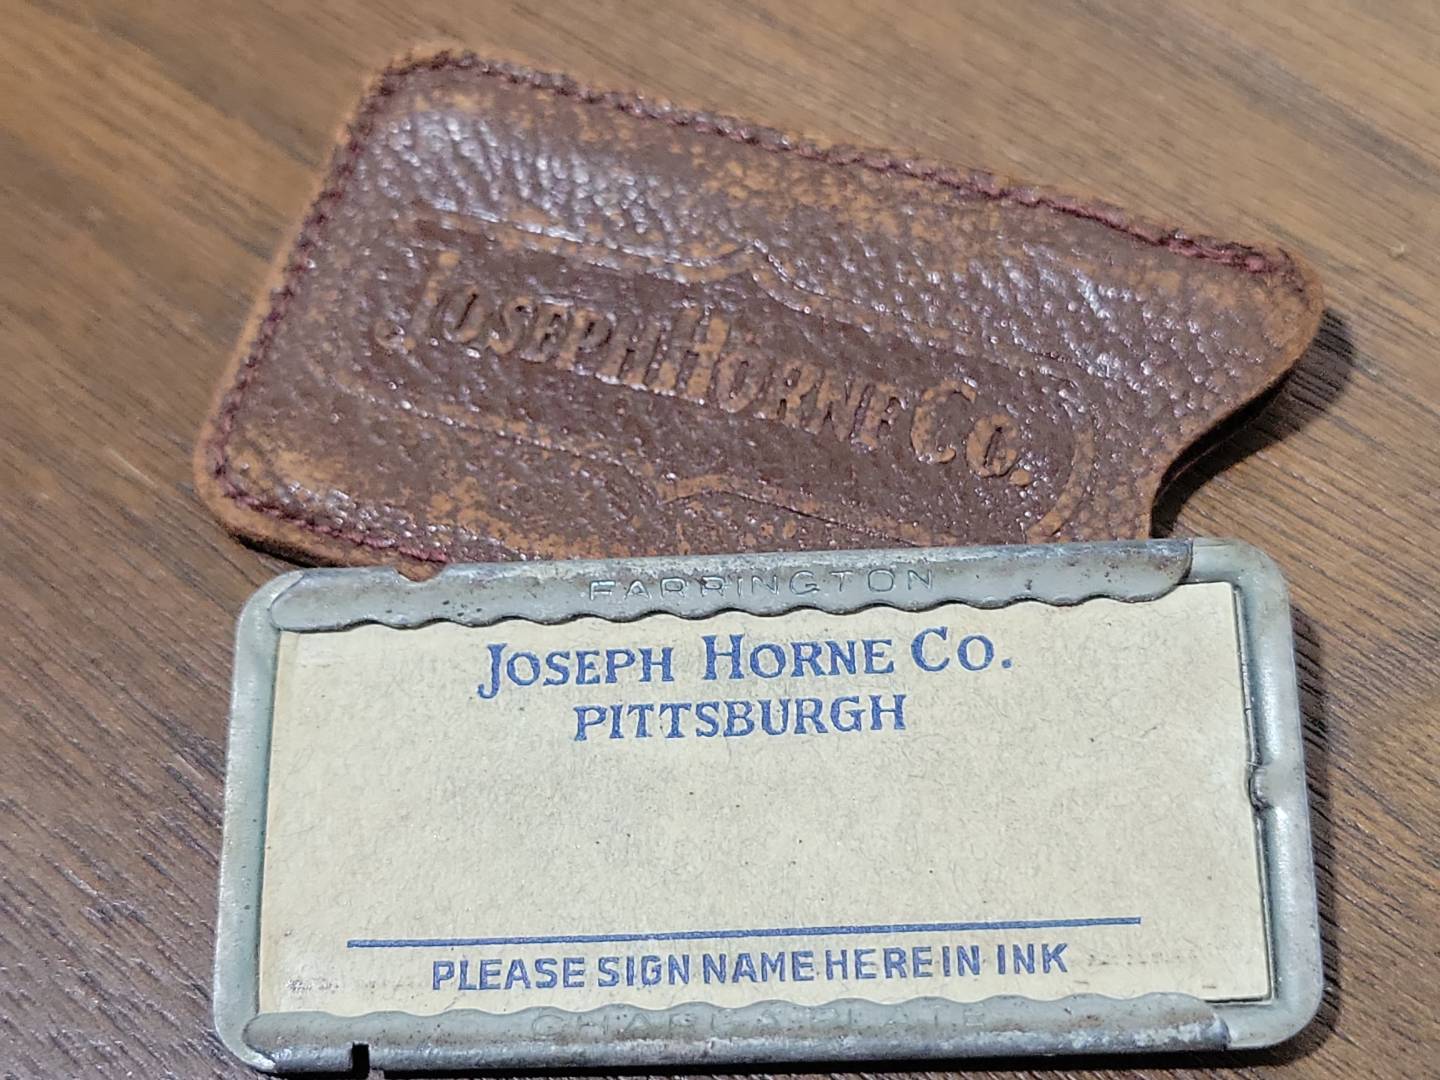 JOSEPH HORNE CO.
FARRINGTON
JOSEPH HORNE CO.
PITTSBURGH
PLEASE SIGN NAME HERE IN INK
CHARGA-PLATE